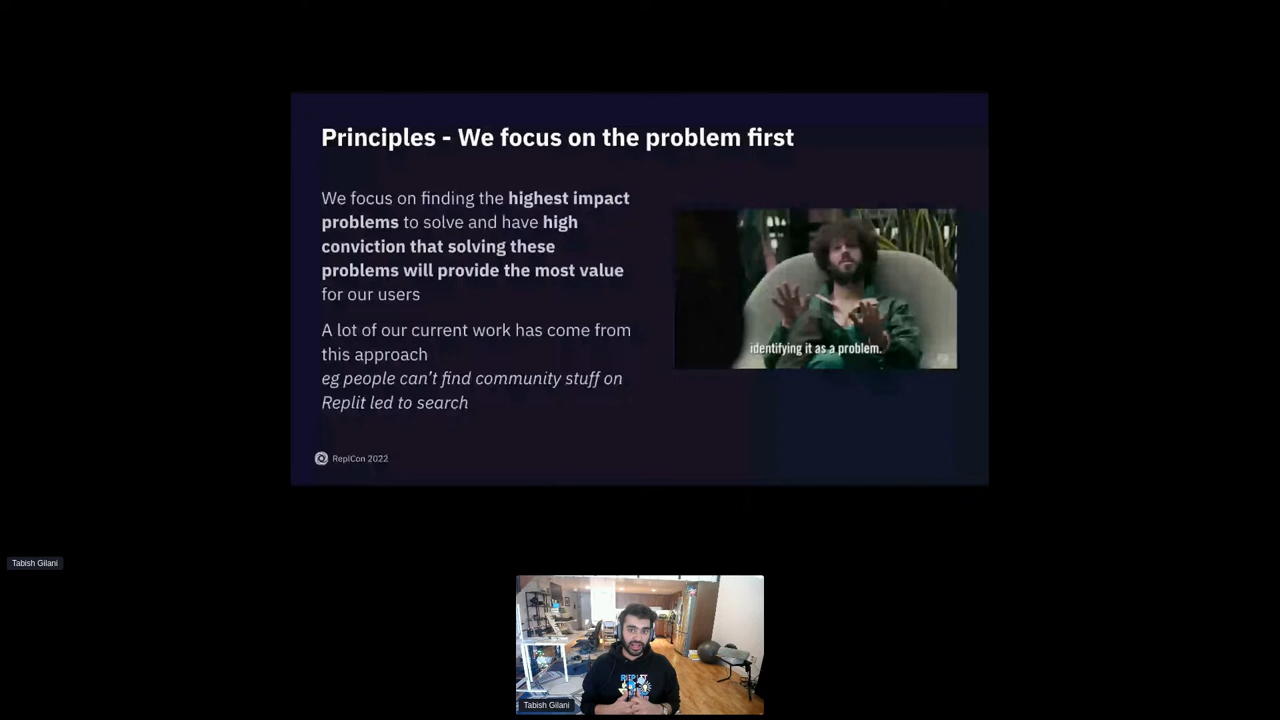 Principles - We focus on the problem first
We focus on finding the highest impact
problems to solve and have high
conviction that solving these
problems will provide the most value
for our users
A lot of our current work has come from
this approach
eg people can't find community stuff on
Replit led to search
identifying it as a problem.
ReplCon 2022
Tabish Gilani
Tabish Gilani